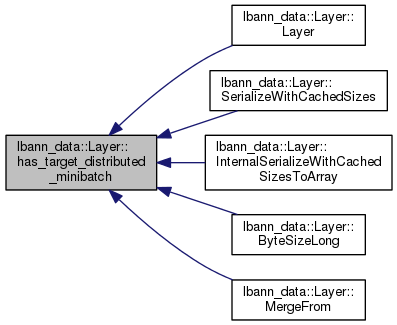 lbann_data::Layer::
has_target_distributed
_minibatch
lbann_data::Layer::
Layer
lbann_data::Layer::
SerializeWithCachedSizes
lbann_data::Layer::
InternalSerializeWithCached
SizesToArray
lbann_data::Layer::
ByteSizeLong
lbann_data::Layer::
MergeFrom